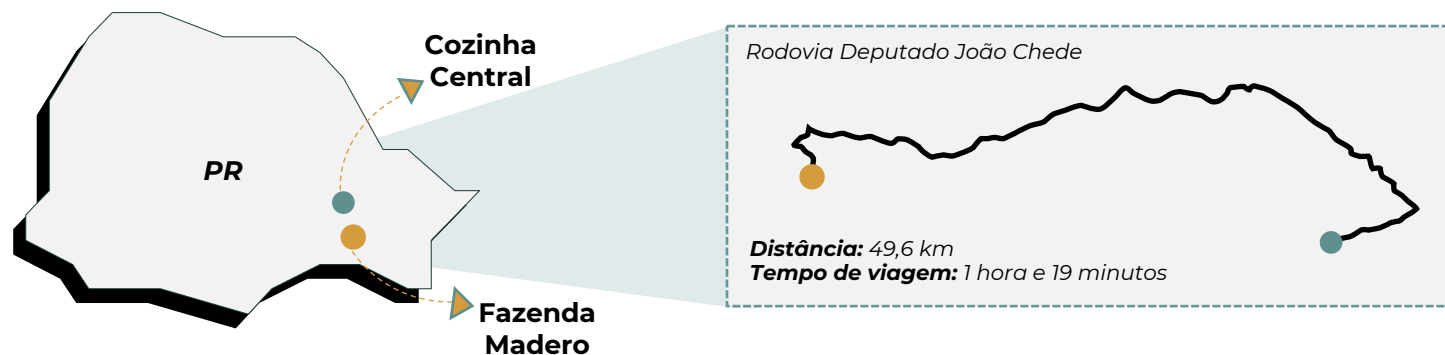 Cozinha
Central
PR
Fazenda
Madero
Rodovia Deputado João Chede
Distância: 49,6 km
Tempo de viagem: 1 hora e 19 minutos